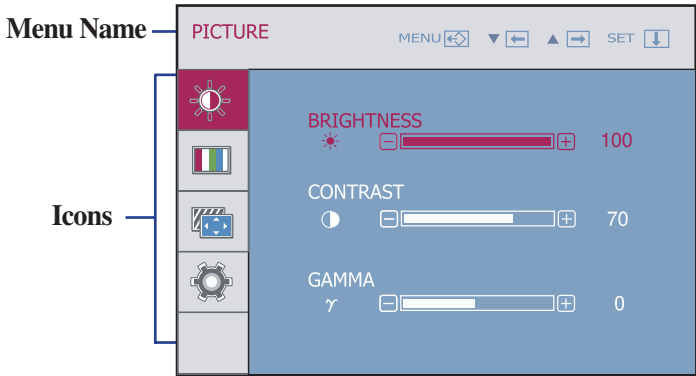 Menu Name
PICTURE
MENU SET
BRIGHTNESS
100
CONTRAST
70
Icons
GAMMA
γ 0